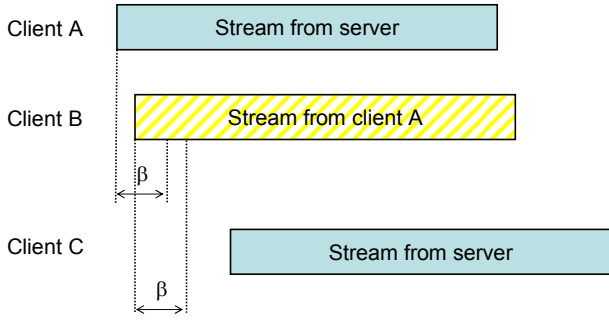 Client A
Stream from server
Client B
Stream from client A
β
Client C
Stream from server
β